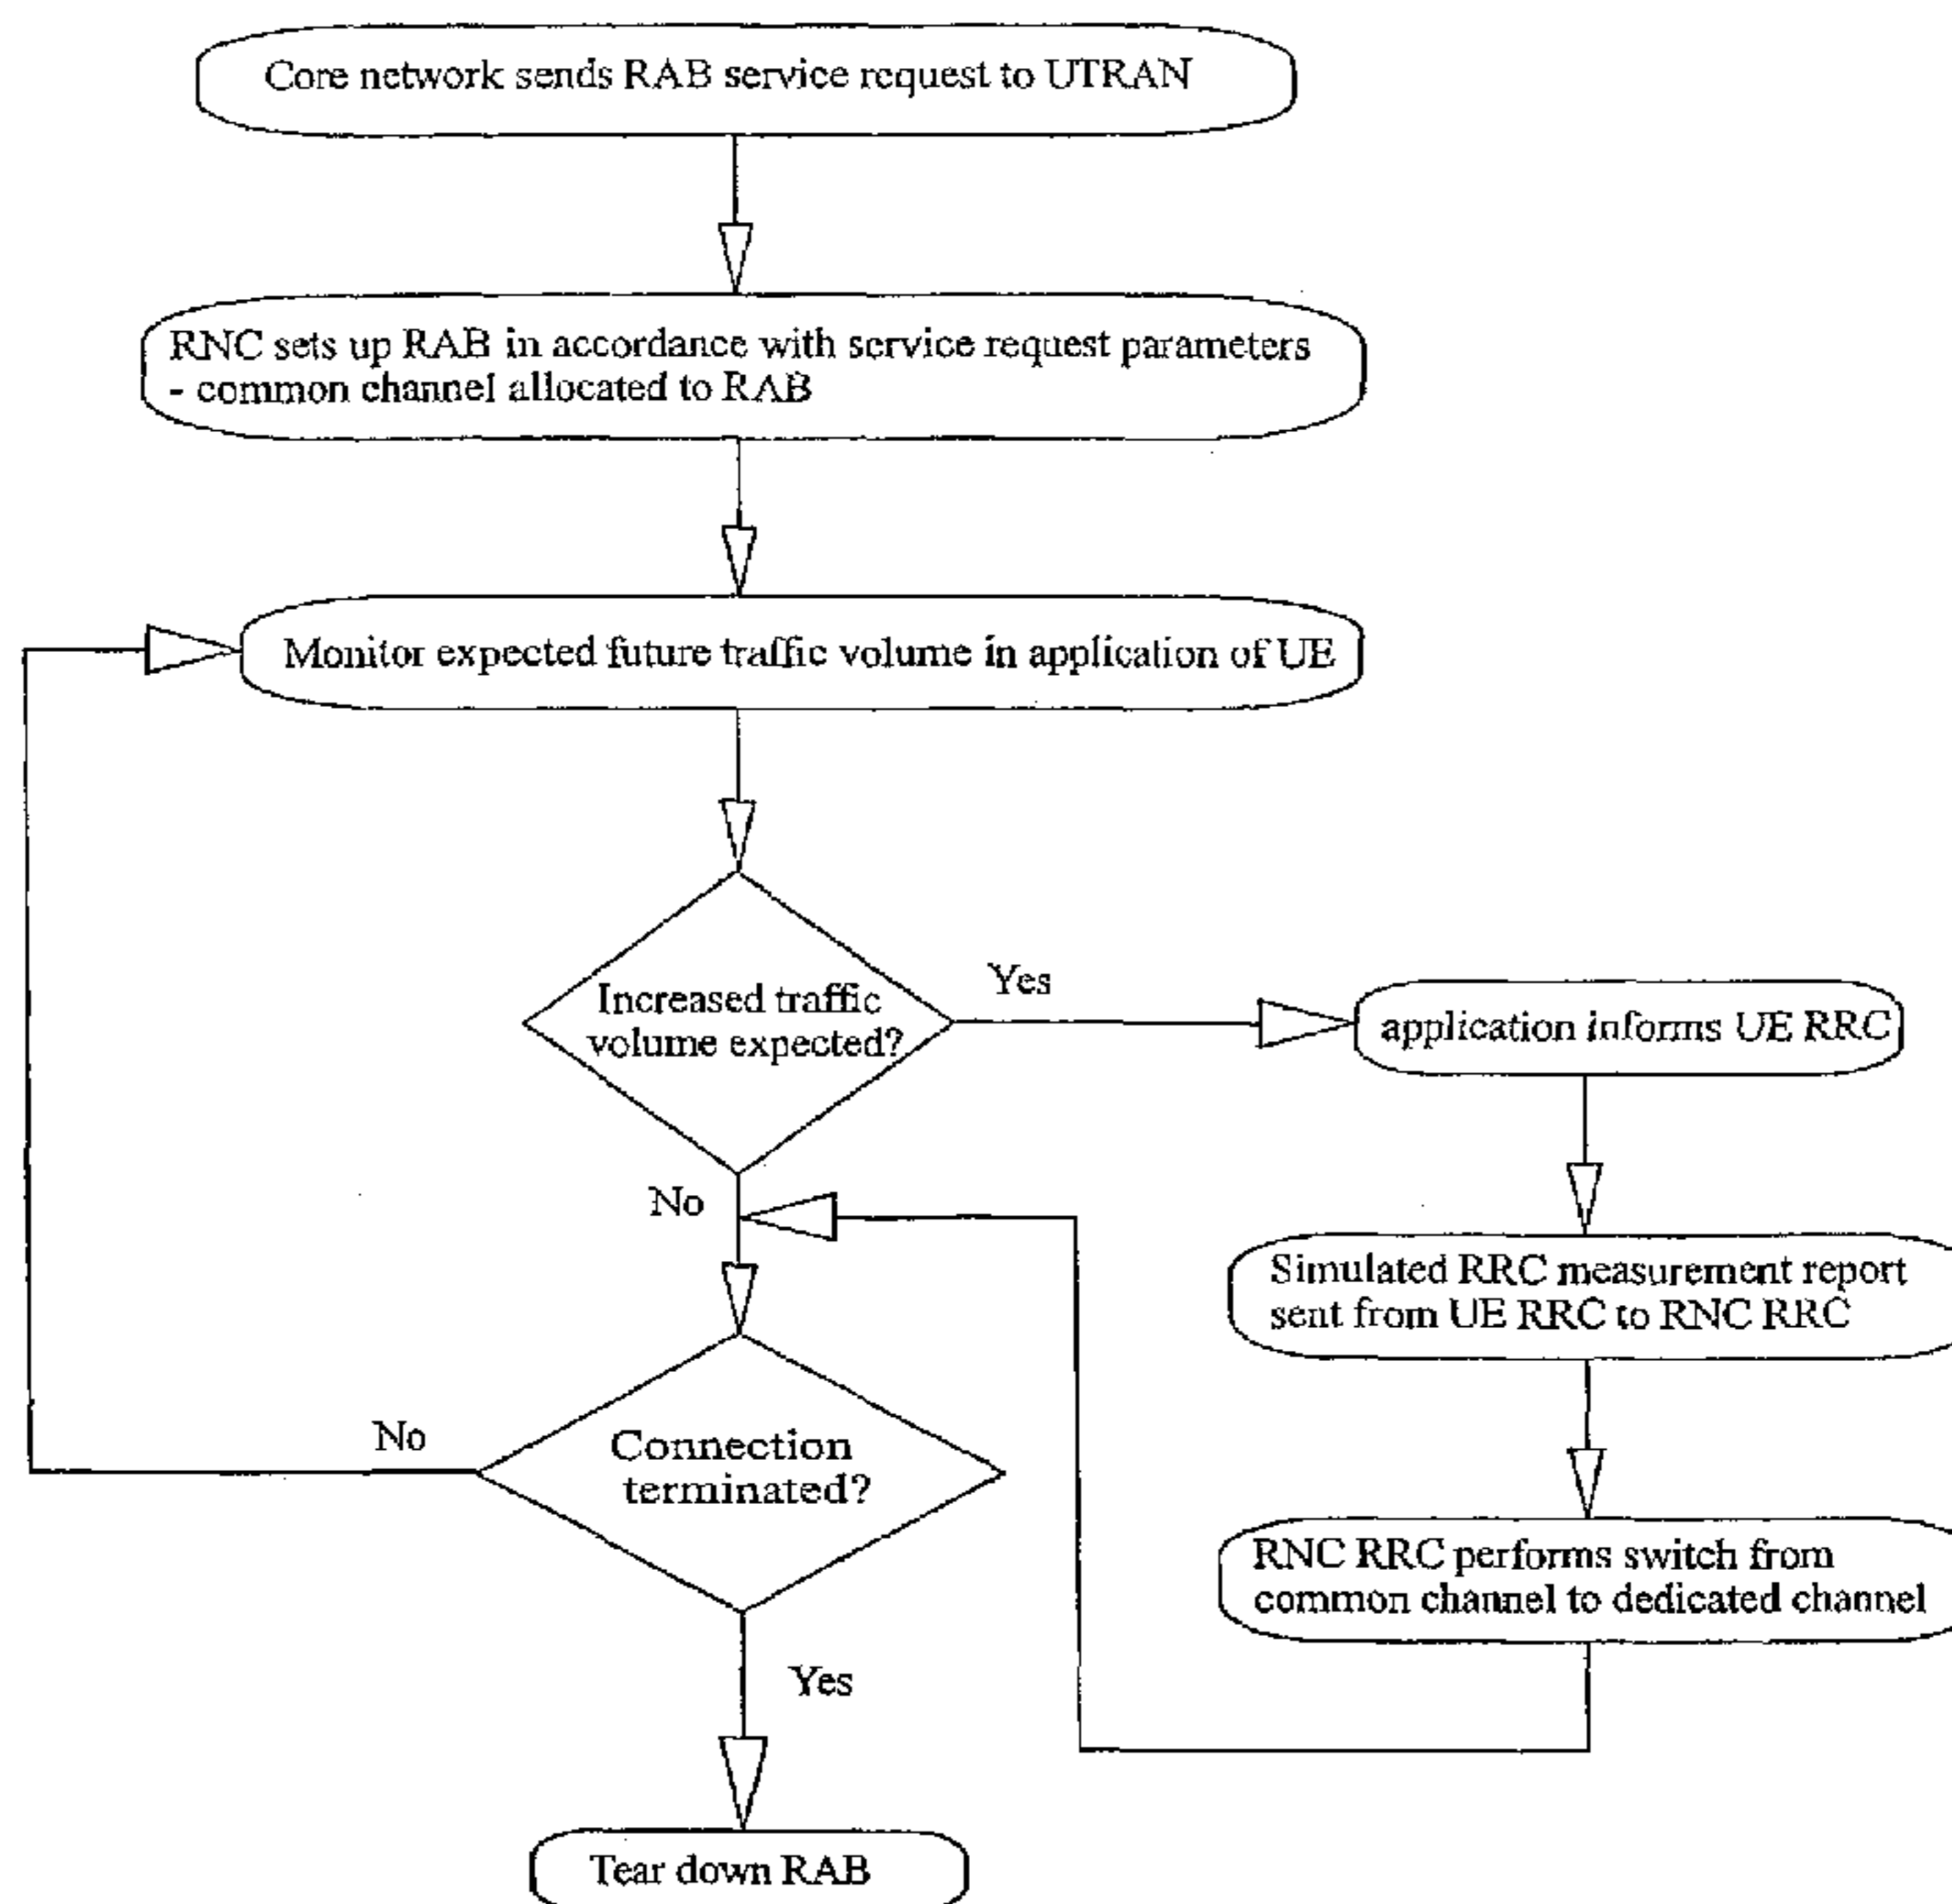 Core network sends RAB service request to UTRAN
RNC sets up RAB in accordance with service request parameters
- common channel allocated to RAB
Monitor expected future traffic volume in application of UE
Increased traffic
volume expected?
Yes
application informs UE RRC
No
Simulated RRC measurement report
sent from UE RRC to RNC RRC
Connection
terminated?
No
RNC RRC performs switch from
common channel to dedicated channel
Yes
Tear down RAB